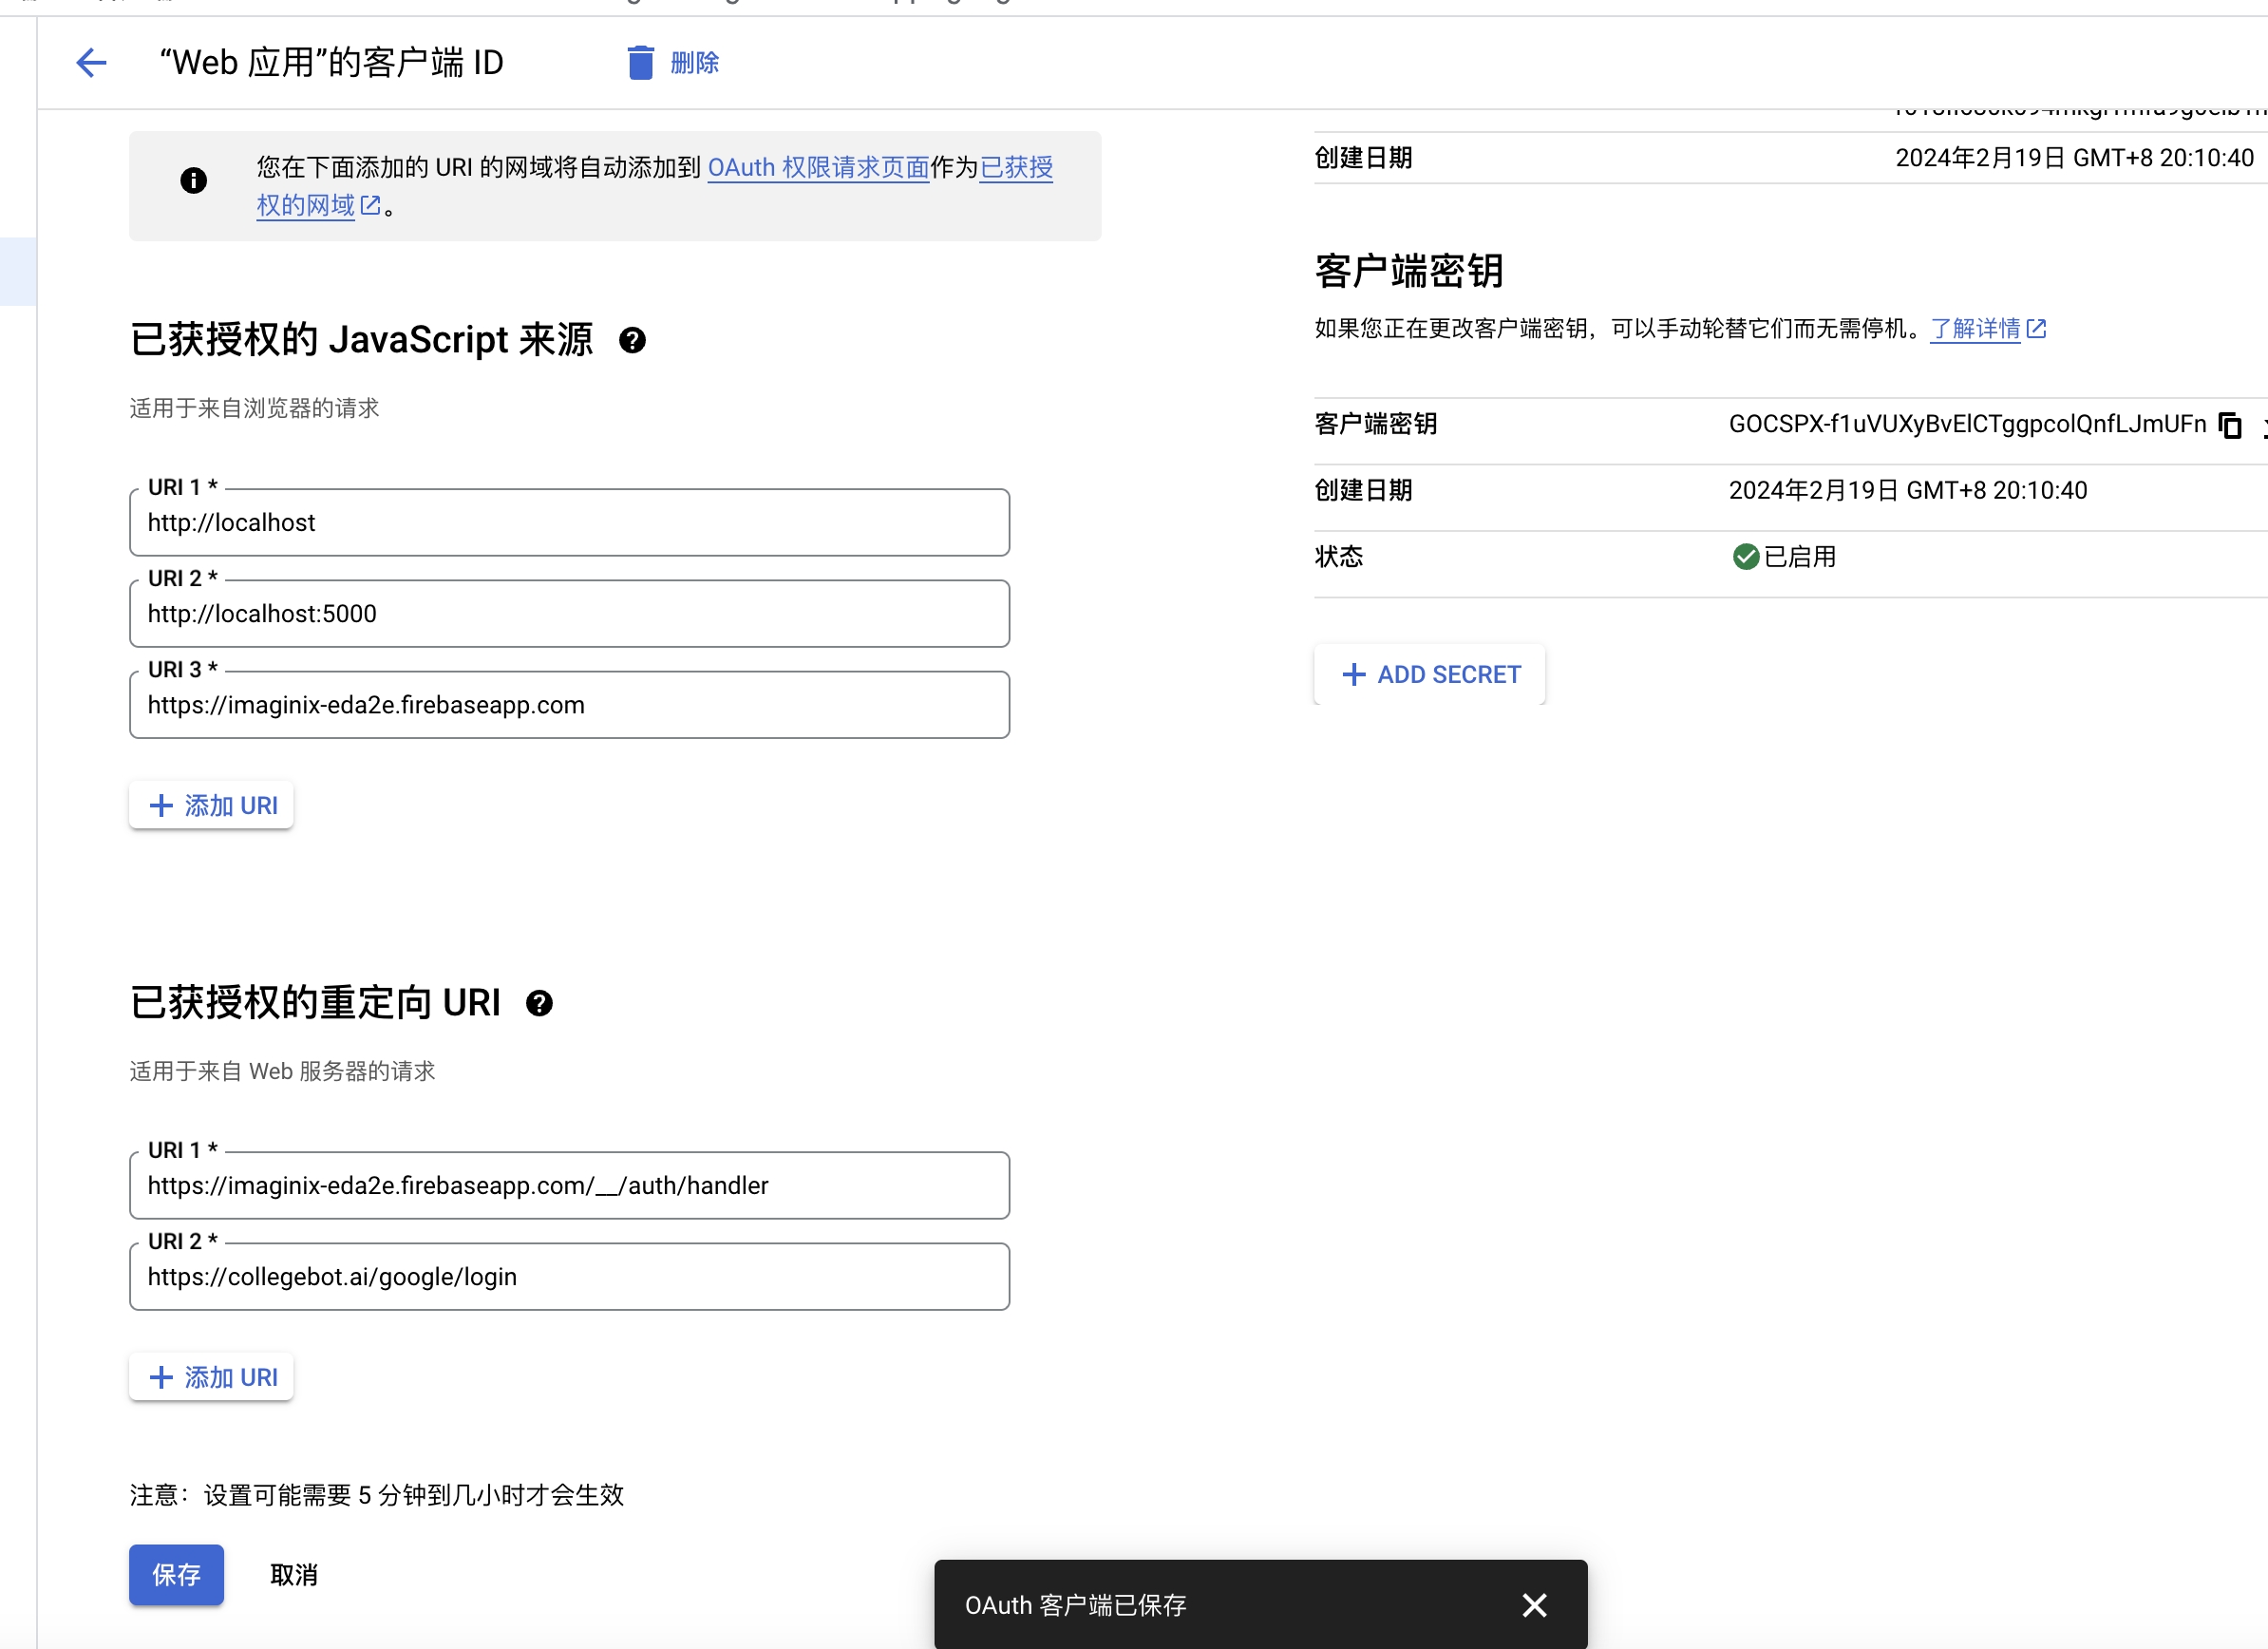 “Web 应用”的客户端 ID
删除
您在下面添加的 URI 的网域将自动添加到 OAuth 权限请求页面作为已获授
权的网域。
已获授权的 JavaScript 来源
适用于来自浏览器的请求
URI 1 *
http://localhost
URI 2 *
http://localhost:5000
URI 3 *
https://imaginix-eda2e.firebaseapp.com
添加 URI
已获授权的重定向 URI
适用于来自 Web 服务器的请求
URI 1 *
https://imaginix-eda2e.firebaseapp.com/__/auth/handler
URI 2 *
https://collegebot.ai/google/login
添加 URI
注意：设置可能需要 5 分钟到几小时才会生效
保存
取消
创建日期
2024年2月19日 GMT+8 20:10:40
客户端密钥
如果您正在更改客户端密钥，可以手动轮替它们而无需停机。了解详情
客户端密钥
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
创建日期
2024年2月19日 GMT+8 20:10:40
状态
已启用
ADD SECRET
OAuth 客户端已保存